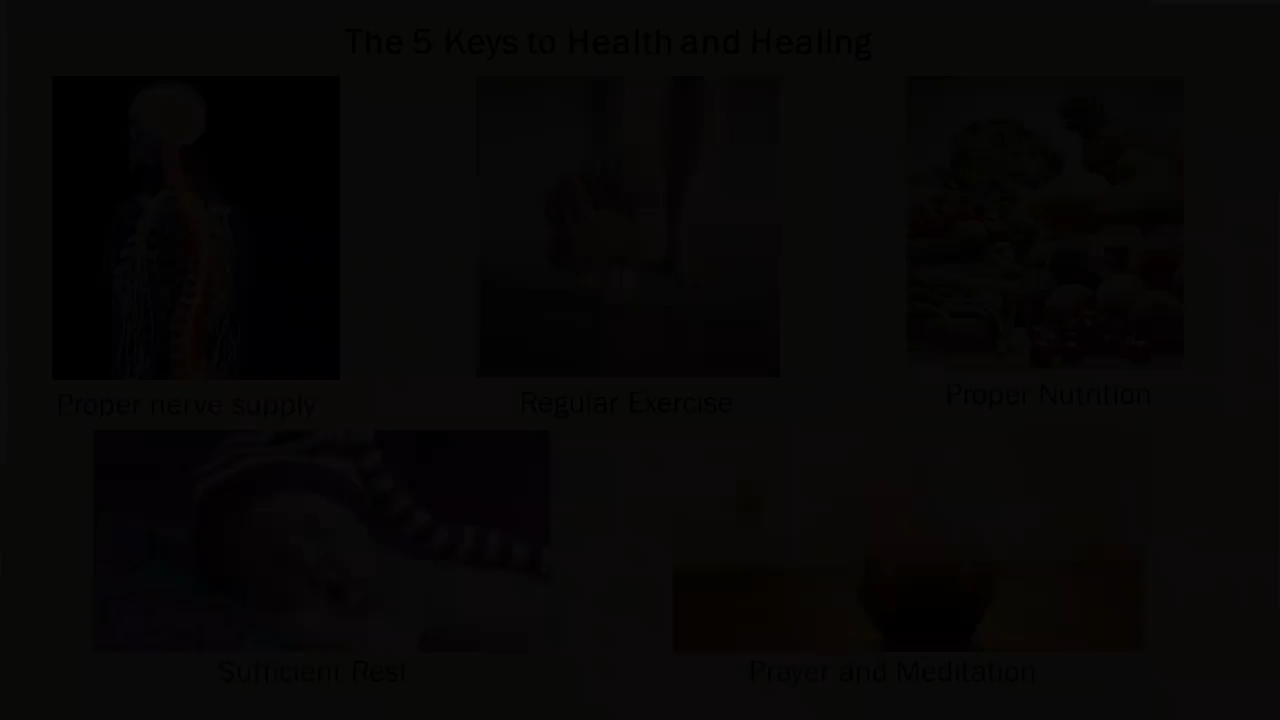 The 5 Keys to Health and Healing
Proper nerve supply
Regular Exercise
Proper Nutrition
Sufficient Rest
Prayer and Meditation